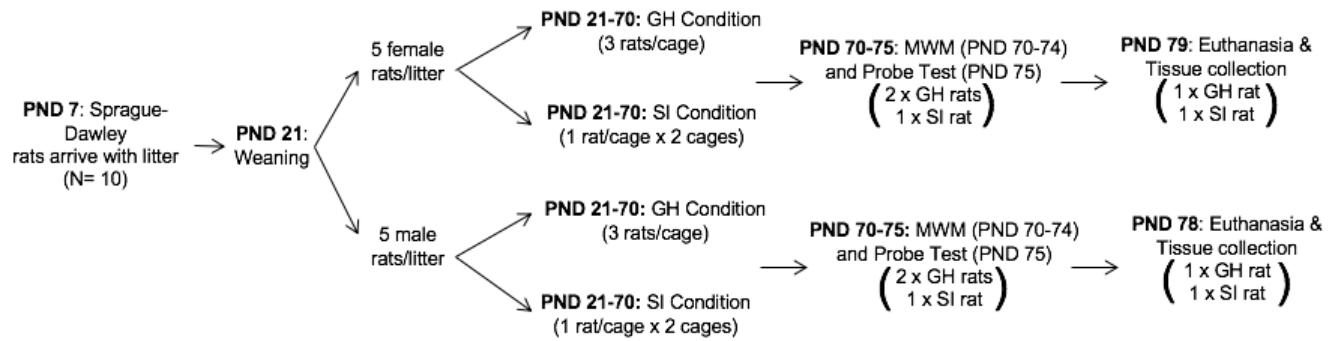 PND 7: Sprague-
Dawley
rats arrive with litter
(N= 10)
PND 21:
Weaning
5 female
rats/litter
PND 21-70: GH Condition
(3 rats/cage)
PND 21-70: SI Condition
(1 rat/cage x 2 cages)
PND 70-75: MWM (PND 70-74)
and Probe Test (PND 75)
(2 x GH rats
1 x SI rat)
PND 79: Euthanasia &
Tissue collection
(1 x GH rat
1 x SI rat)
5 male
rats/litter
PND 21-70: GH Condition
(3 rats/cage)
PND 21-70: SI Condition
(1 rat/cage x 2 cages)
PND 70-75: MWM (PND 70-74)
and Probe Test (PND 75)
(2 x GH rats
1 x SI rat)
PND 78: Euthanasia &
Tissue collection
(1 x GH rat
1 x SI rat)